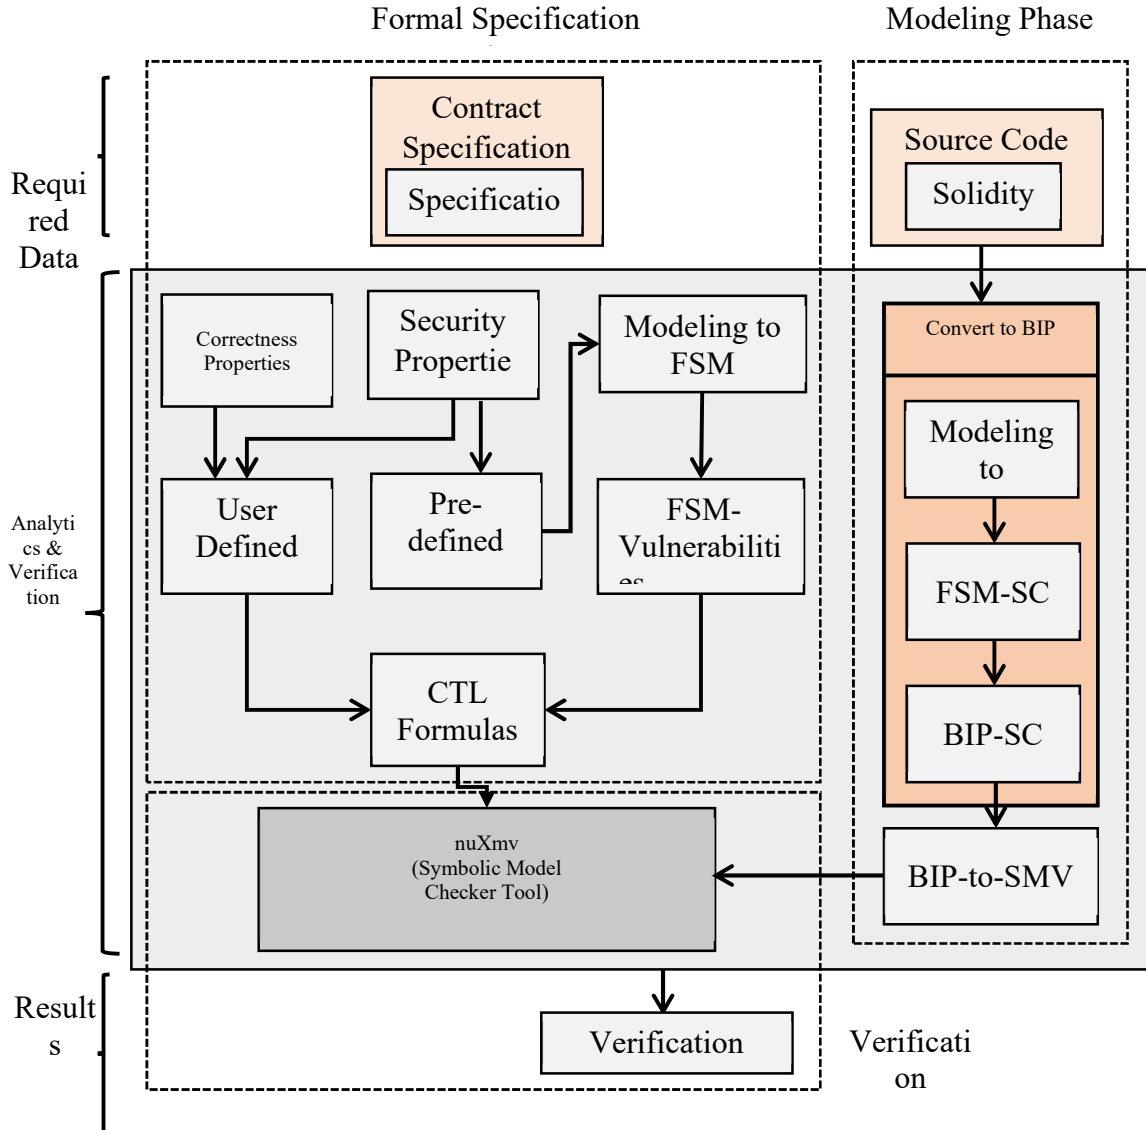 Formal Specification
Modeling Phase
Contract
Specification
Specificatio
Source Code
Solidity
Requi
red
Data
Correctness
Properties
Security
Propertie
Modeling to
FSM
Convert to BIP
Modeling
to
User
Defined
Pre-
defined
FSM-
Vulnerabiliti
es
Analyti
cs &
Verifica
tion
FSM-SC
CTL
Formulas
BIP-SC
nuXmv
(Symbolic Model
Checker Tool)
BIP-to-SMV
Result
s
Verification
Verificati
on